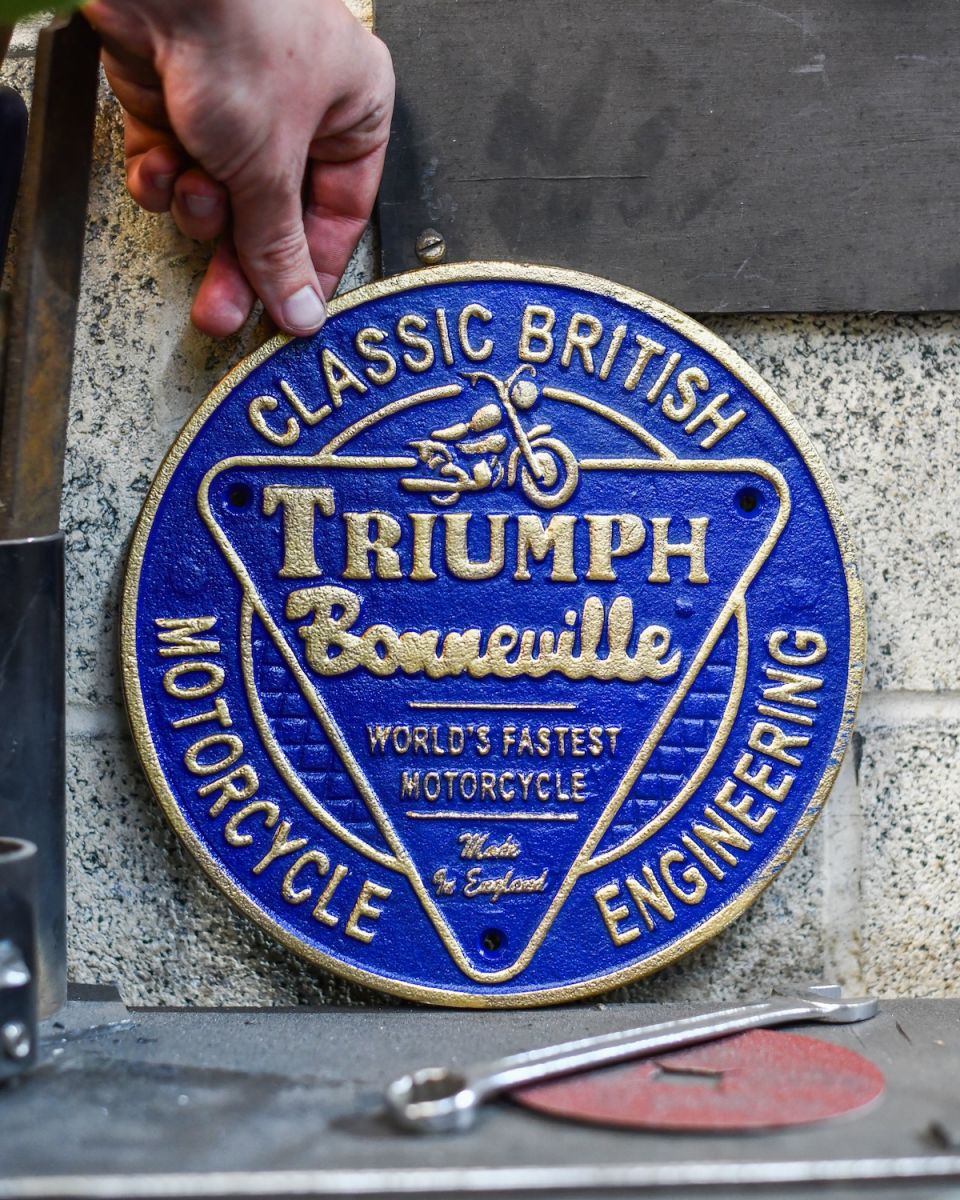 CLASSIC BRITISH
TRIUMPH
Bonneville
WORLD'S FASTEST
MOTORCYCLE
Made
In England
MOTORCYCLE
ENGINEERING